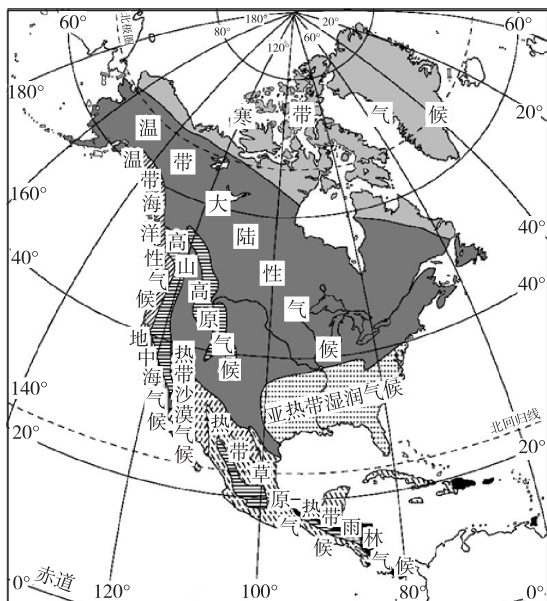 60°
北极圈
180°
20°
80°
120°
60°
60°
180°
20°
160°
40°
40°
140°
20°
20°
0°
赤道
120°
100°
80°
0°
寒带气候
温带大陆性气候
温带海洋性气候
高山高原气候
地中海气候
热带沙漠气候
亚热带湿润气候
北回归线
热带草原气候
热带雨林气候